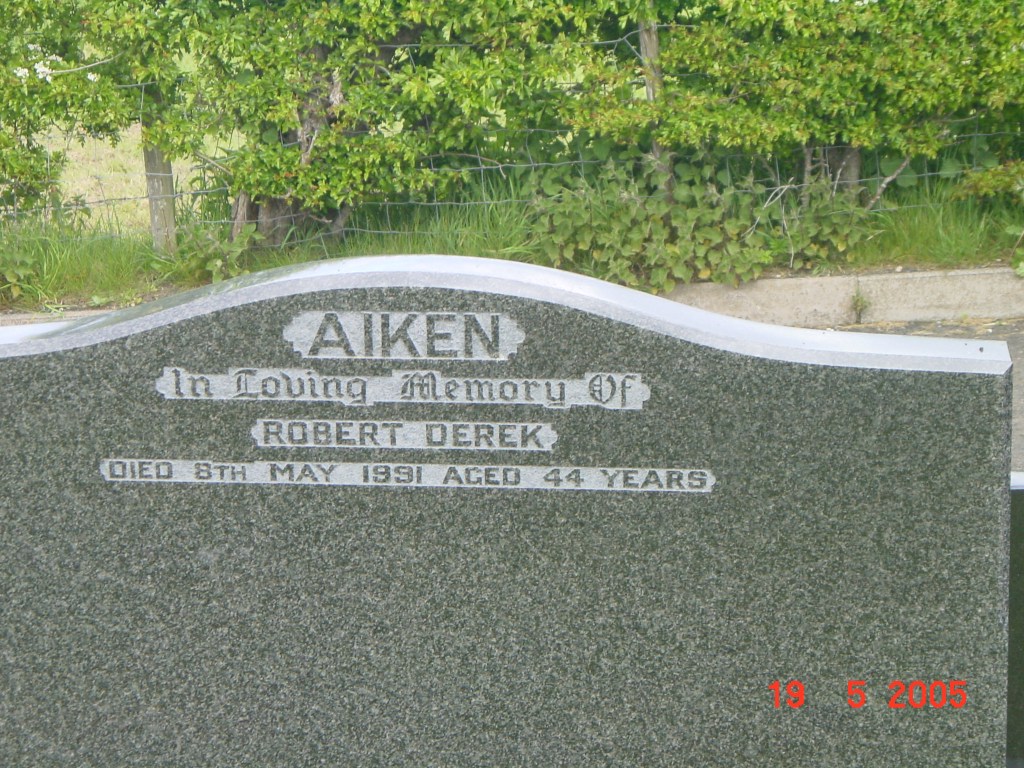 AIKEN
In Loving Memory Of
ROBERT DEREK
DIED 8TH MAY 1991 AGED 44 YEARS
19 5 2005